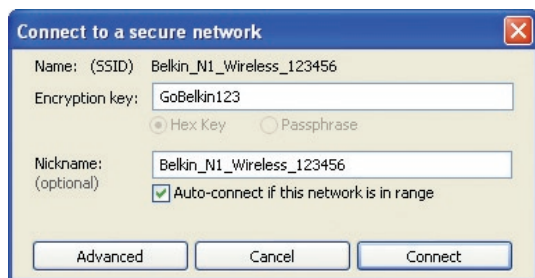 Connect to a secure network
Name: (SSID) Belkin_N1_Wireless_123456
Encryption key: GoBelkin123
Hex Key Passphrase
Nickname: Belkin_N1_Wireless_123456
(optional)
Auto-connect if this network is in range
Advanced Cancel Connect